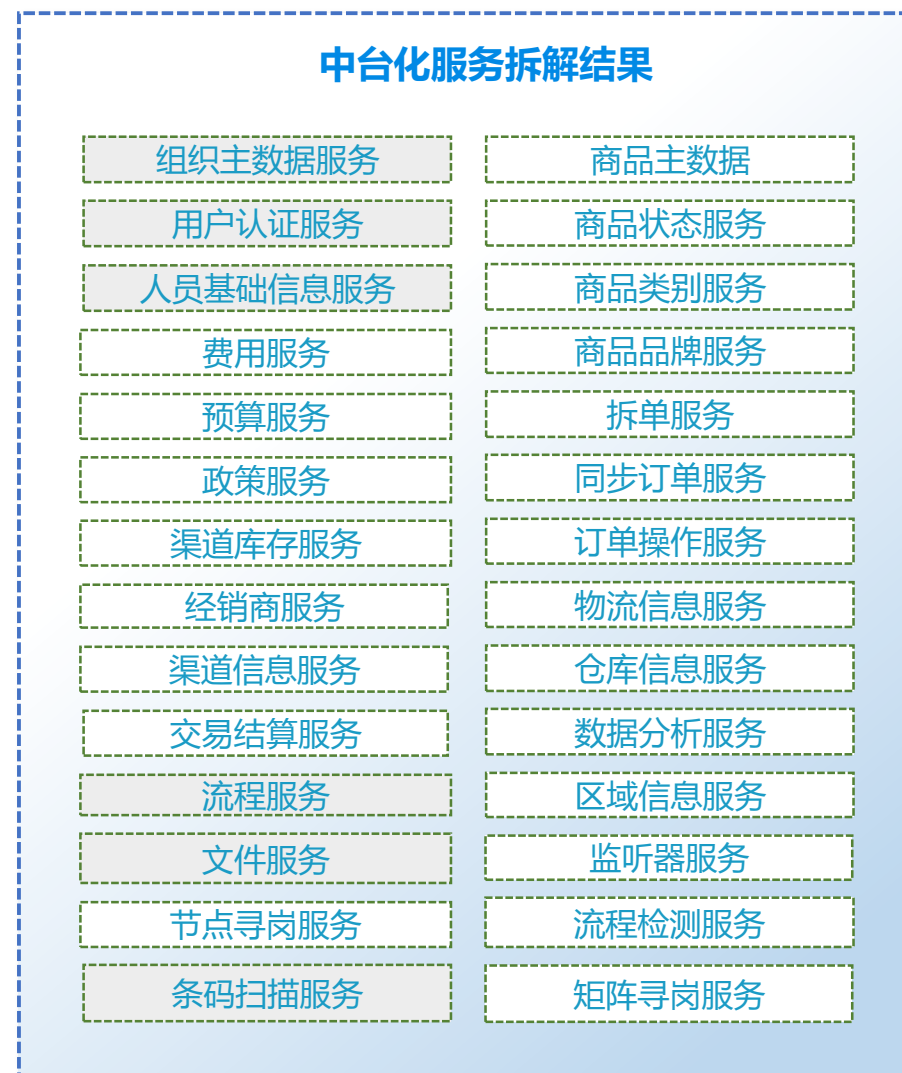 中台化服务拆解结果
组织主数据服务
商品主数据
用户认证服务
商品状态服务
人员基础信息服务
商品类别服务
费用服务
商品品牌服务
预算服务
拆单服务
政策服务
同步订单服务
渠道库存服务
订单操作服务
经销商服务
物流信息服务
渠道信息服务
仓库信息服务
交易结算服务
数据分析服务
流程服务
区域信息服务
文件服务
监听器服务
节点寻岗服务
流程检测服务
条码扫描服务
矩阵寻岗服务